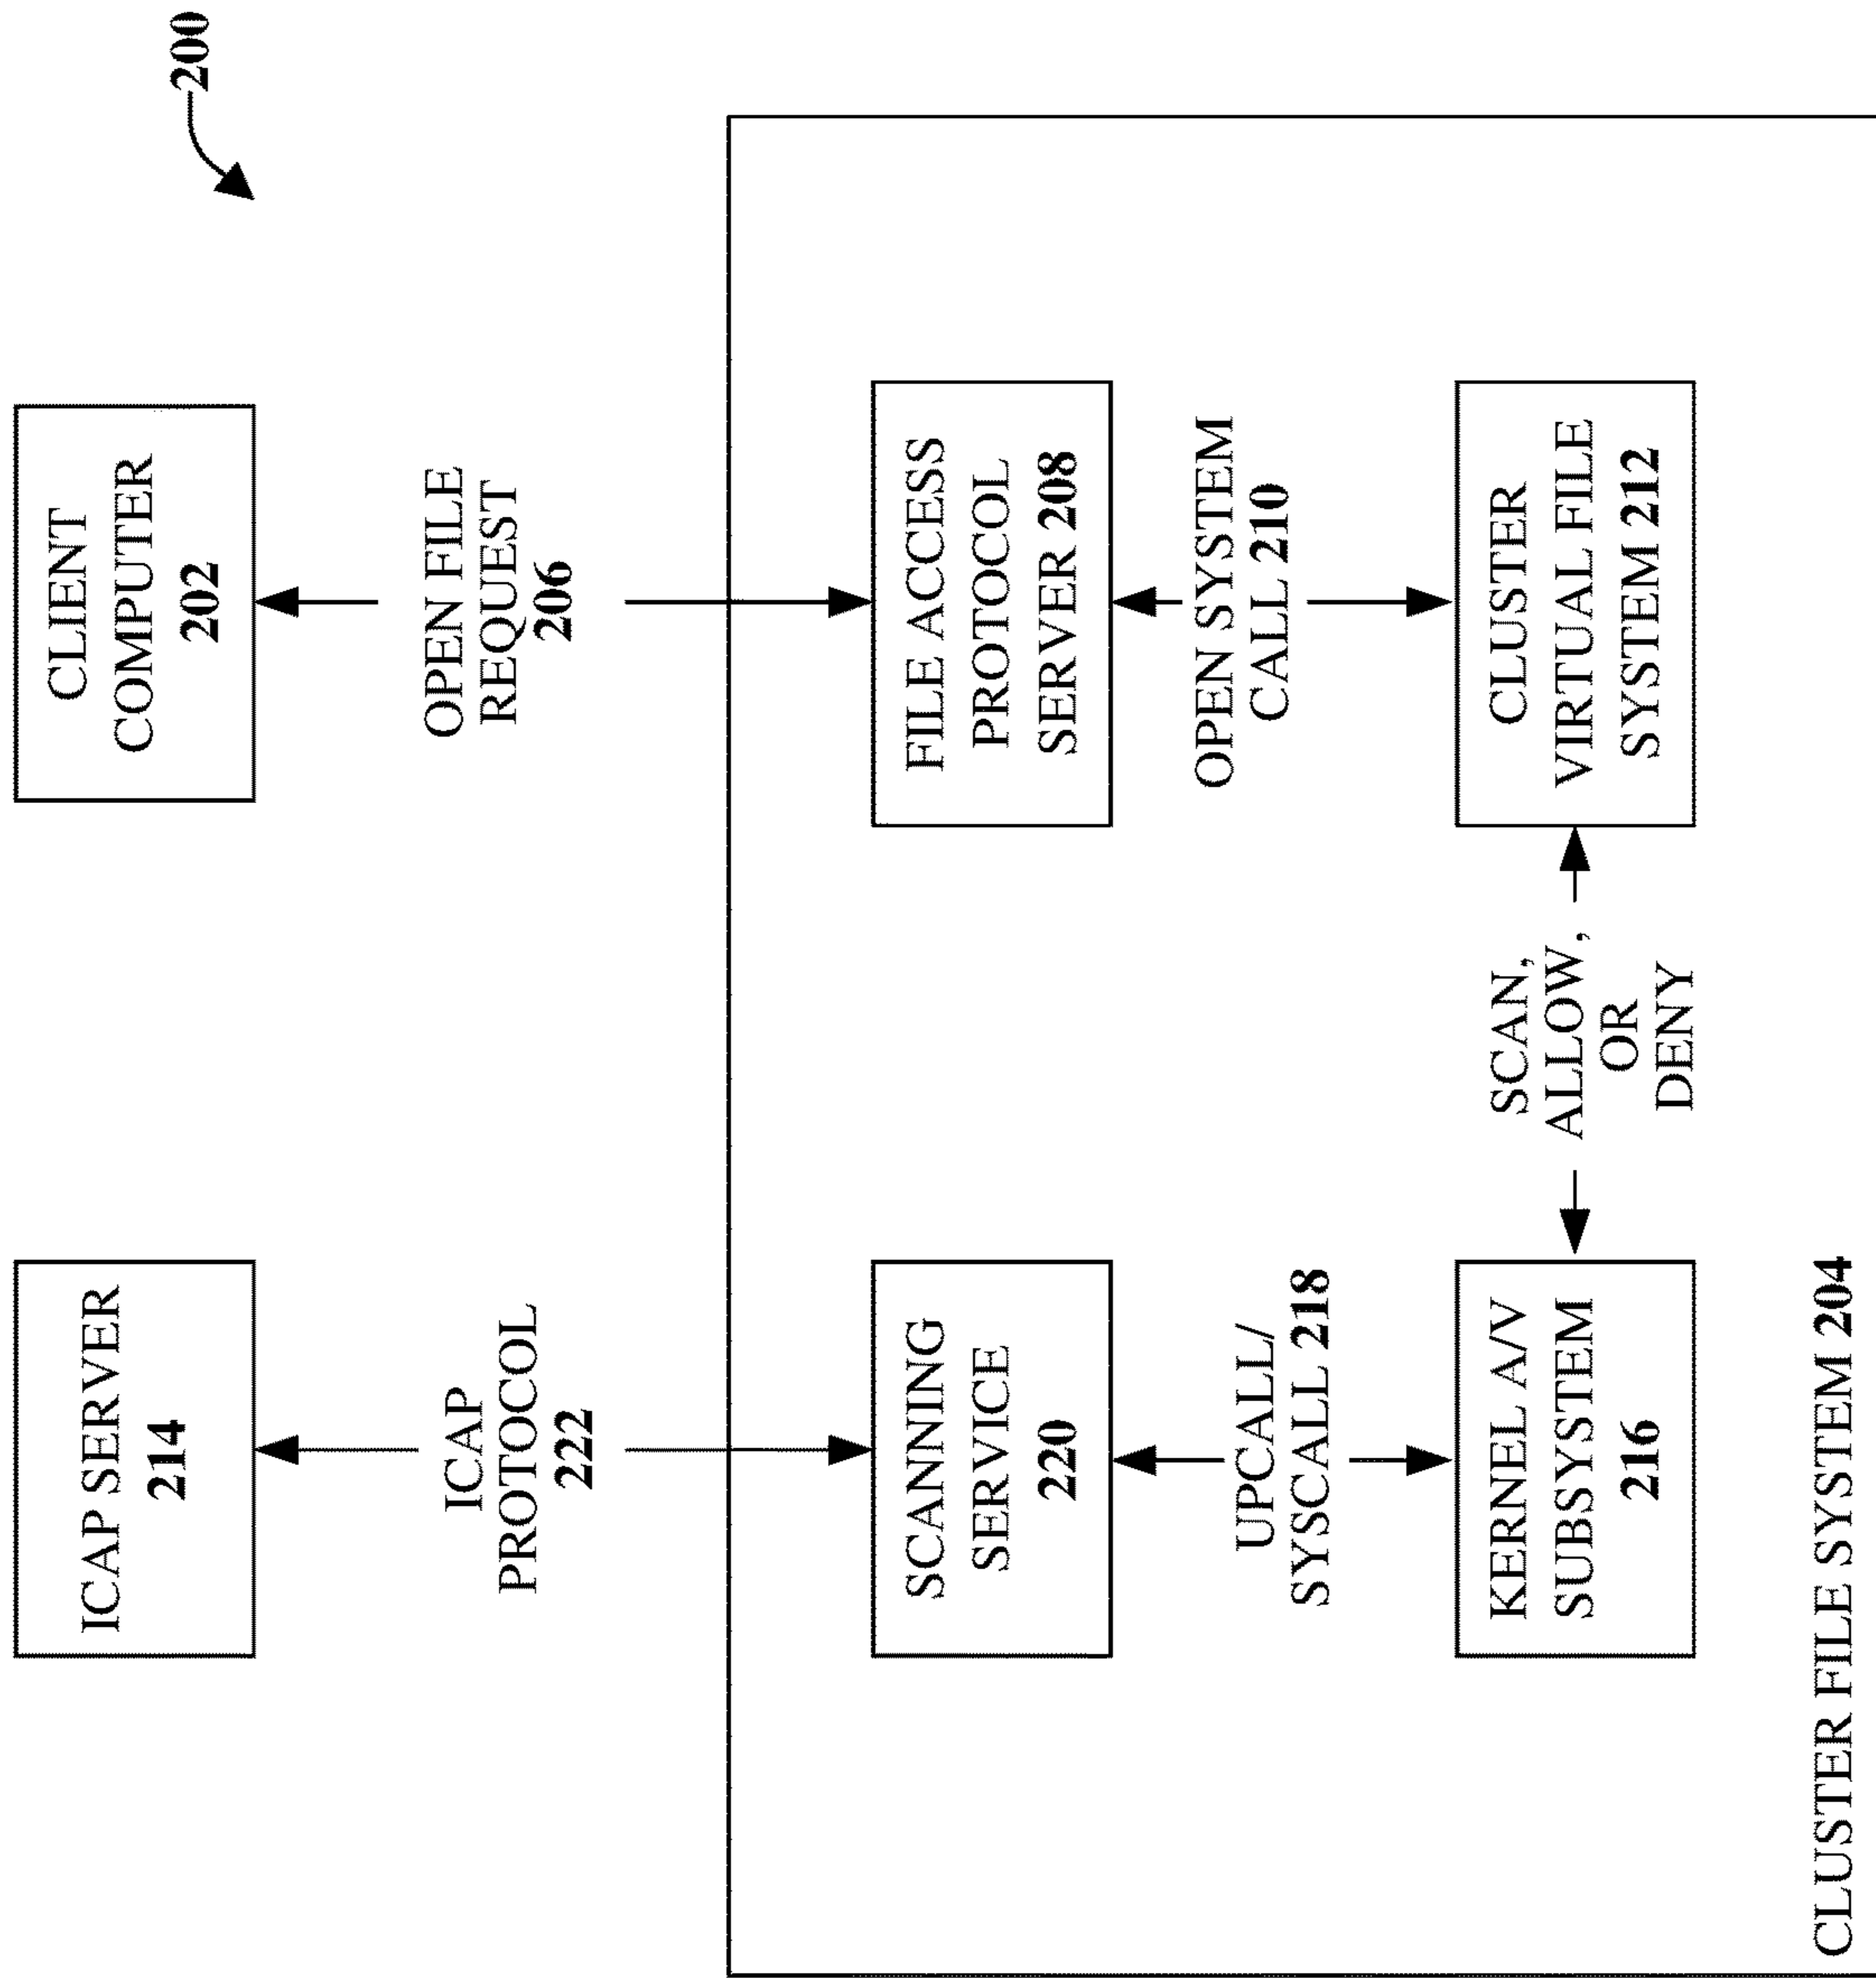 200
ICAP SERVER
214
CLIENT
COMPUTER
202
ICAP
PROTOCOL
222
OPEN FILE
REQUEST
206
SCANNING
SERVICE
220
FILE ACCESS
PROTOCOL
SERVER 208
UPCALL/
SYSCALL 218
OPEN SYSTEM
CALL 210
KERNEL A/V
SUBSYSTEM
216
SCAN,
ALLOW,
OR
DENY
CLUSTER
VIRTUAL FILE
SYSTEM 212
CLUSTER FILE SYSTEM 204